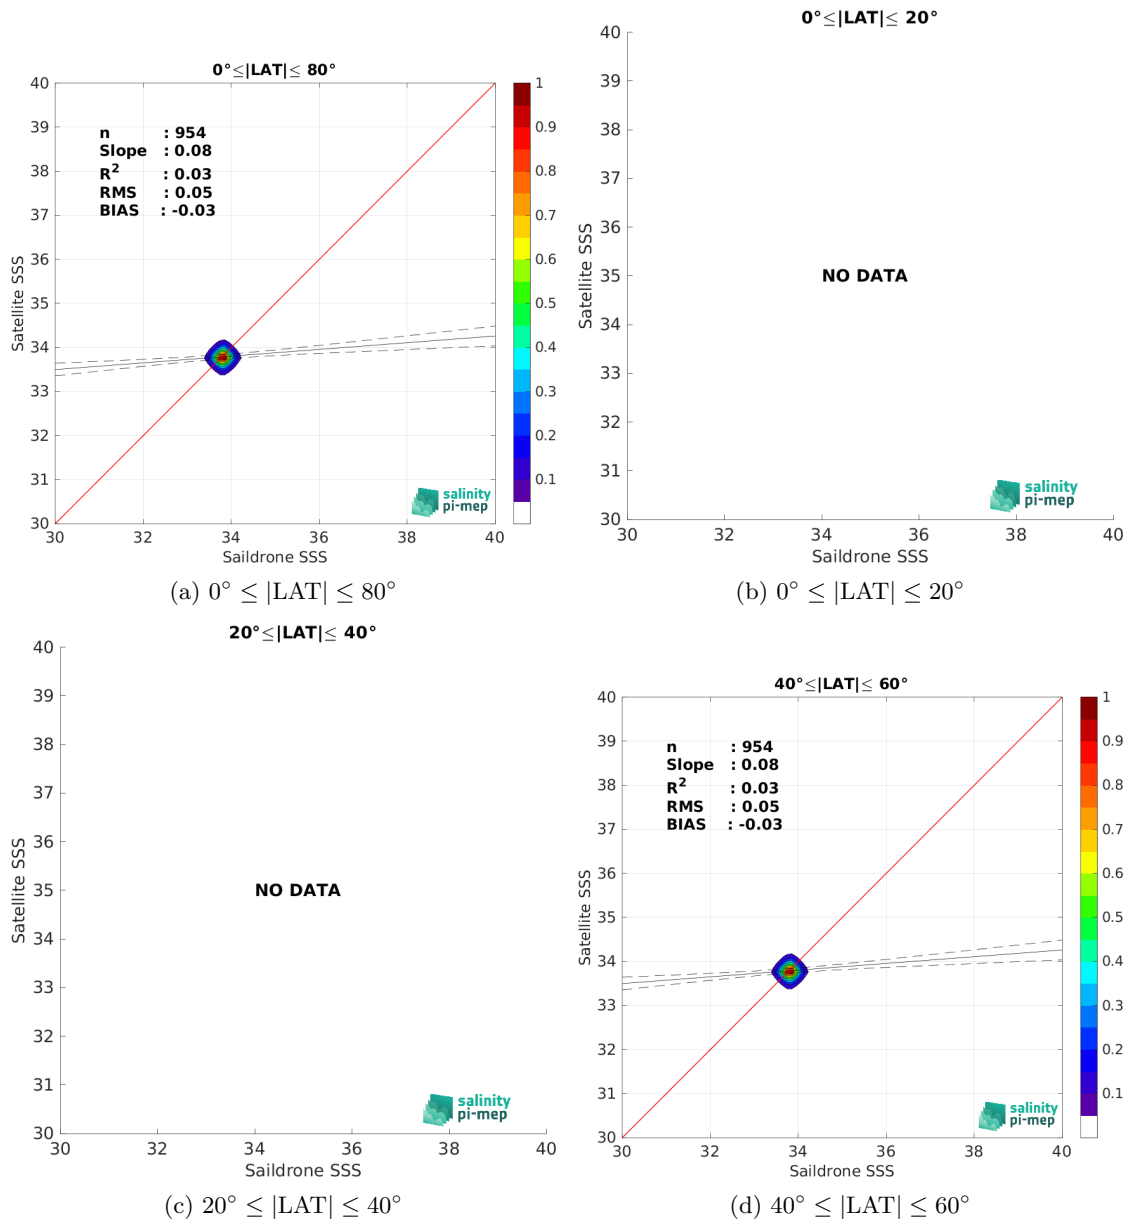 0°≤|LAT|≤ 80°
40
39
38
37
36
35
34
33
32
31
30
Satellite SSS
n : 954
Slope : 0.08
R² : 0.03
RMS : 0.05
BIAS : -0.03
salinity
pi-mep
30 32 34 36 38 40
Saildrone SSS
1
0.9
0.8
0.7
0.6
0.5
0.4
0.3
0.2
0.1
(a) 0° ≤ |LAT| ≤ 80°
0°≤|LAT|≤ 20°
40
39
38
37
36
35
34
33
32
31
30
Satellite SSS
NO DATA
salinity
pi-mep
30 32 34 36 38 40
Saildrone SSS
(b) 0° ≤ |LAT| ≤ 20°
20°≤|LAT|≤ 40°
40
39
38
37
36
35
34
33
32
31
30
Satellite SSS
NO DATA
salinity
pi-mep
30 32 34 36 38 40
Saildrone SSS
(c) 20° ≤ |LAT| ≤ 40°
40°≤|LAT|≤ 60°
40
39
38
37
36
35
34
33
32
31
30
Satellite SSS
n : 954
Slope : 0.08
R² : 0.03
RMS : 0.05
BIAS : -0.03
salinity
pi-mep
30 32 34 36 38 40
Saildrone SSS
1
0.9
0.8
0.7
0.6
0.5
0.4
0.3
0.2
0.1
(d) 40° ≤ |LAT| ≤ 60°